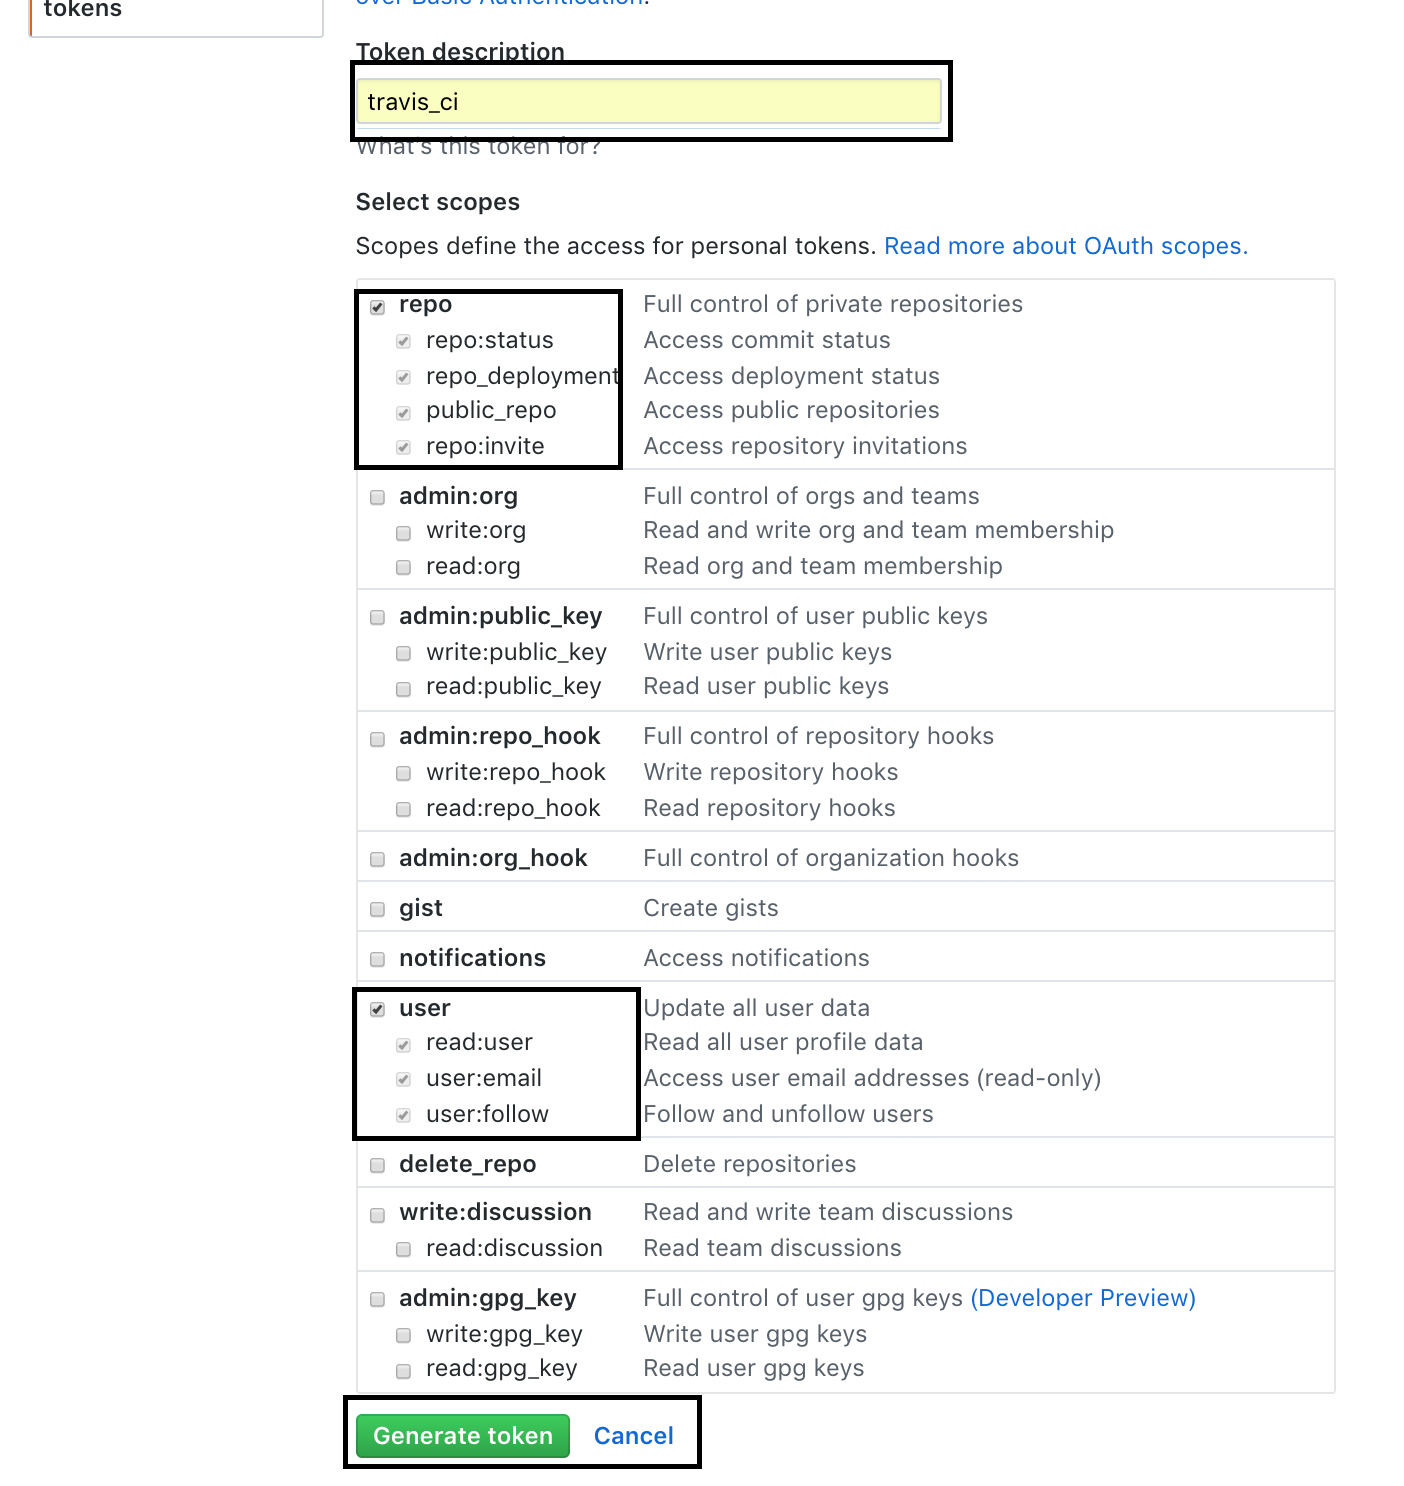 tokens
over Basic Authentication.
Token description
travis_ci
What's this token for?
Select scopes
Scopes define the access for personal tokens. Read more about OAuth scopes.
repo Full control of private repositories
repo:status Access commit status
repo_deployment Access deployment status
public_repo Access public repositories
repo:invite Access repository invitations
admin:org Full control of orgs and teams
write:org Read and write org and team membership
read:org Read org and team membership
admin:public_key Full control of user public keys
write:public_key Write user public keys
read:public_key Read user public keys
admin:repo_hook Full control of repository hooks
write:repo_hook Write repository hooks
read:repo_hook Read repository hooks
admin:org_hook Full control of organization hooks
gist Create gists
notifications Access notifications
user Update all user data
read:user Read all user profile data
user:email Access user email addresses (read-only)
user:follow Follow and unfollow users
delete_repo Delete repositories
write:discussion Read and write team discussions
read:discussion Read team discussions
admin:gpg_key Full control of user gpg keys (Developer Preview)
write:gpg_key Write user gpg keys
read:gpg_key Read user gpg keys
Generate token Cancel